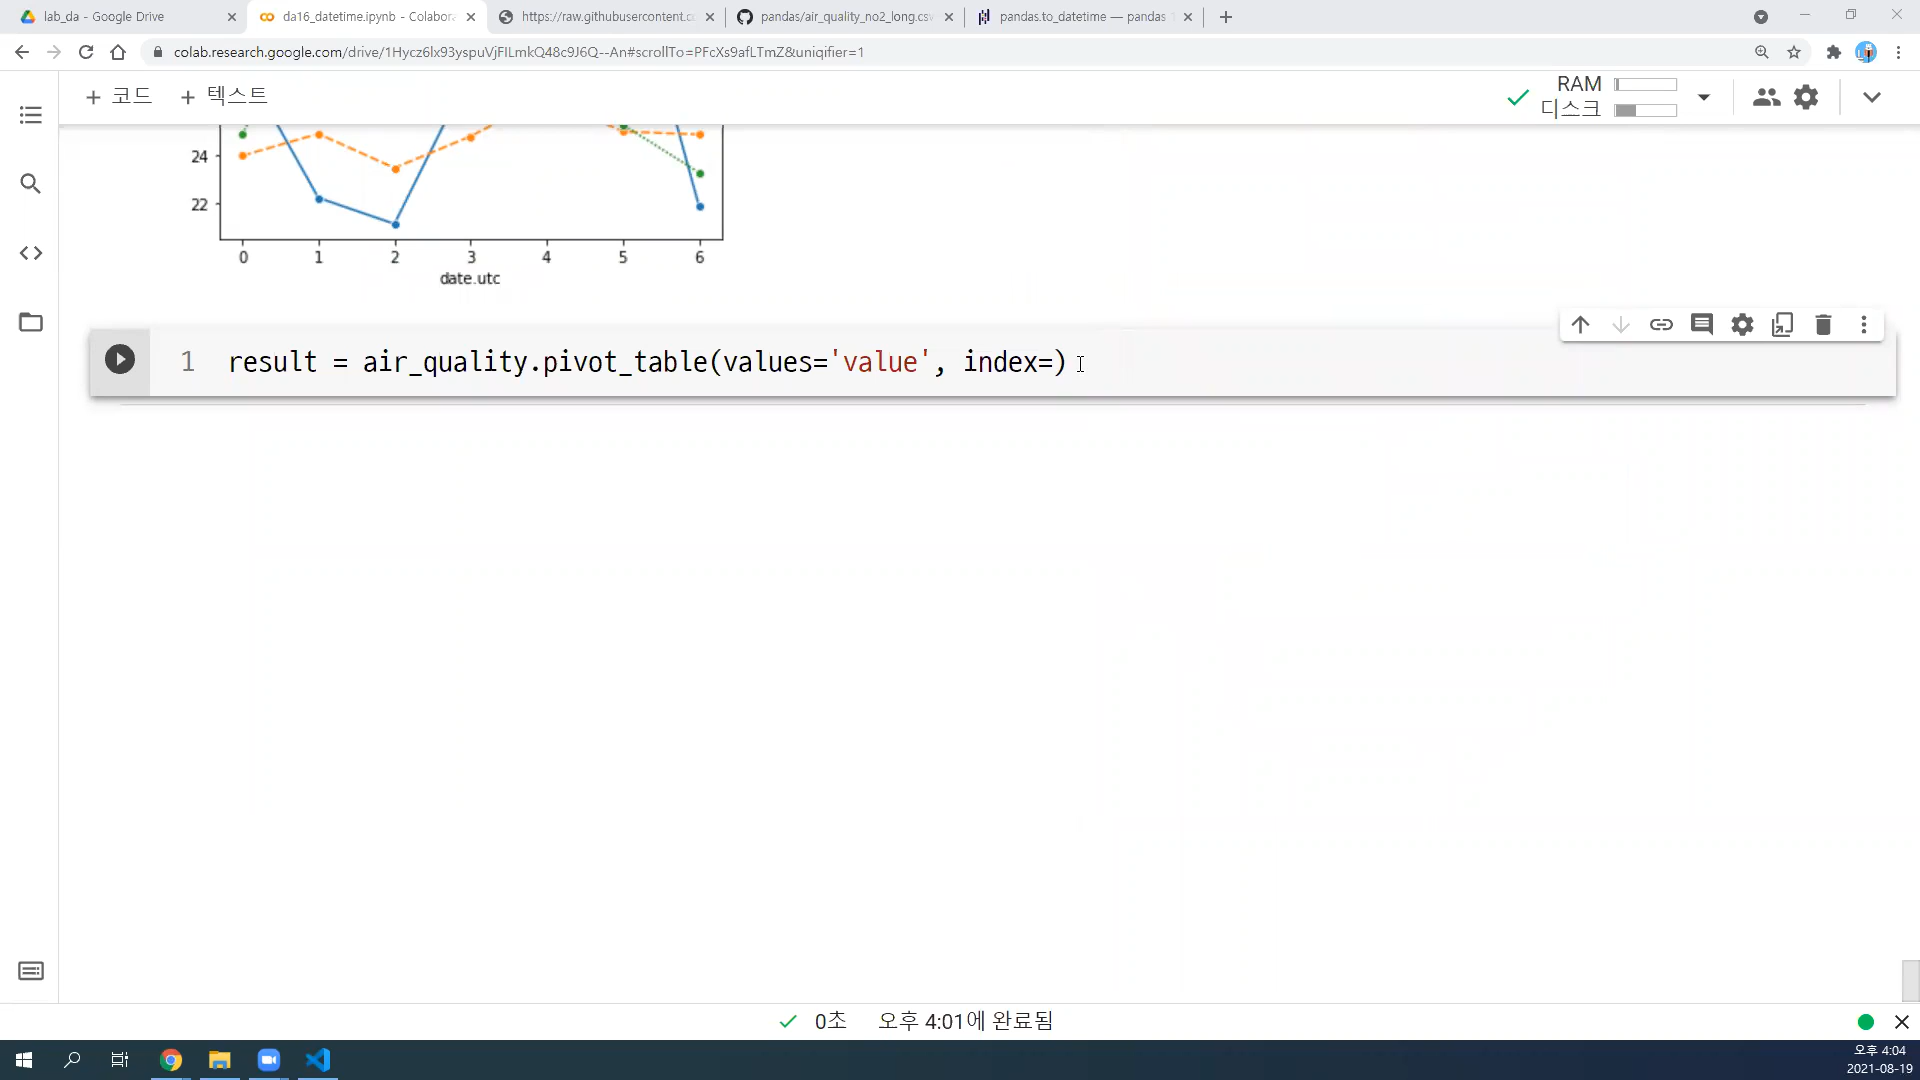 lab_da - Google Drive
da16_datetime.ipynb - Colabora
https://raw.githubusercontent.c
pandas/air_quality_no2_long.csv
pandas.to_datetime — pandas
colab.research.google.com/drive/1Hycz6lx93yspuVjFILmkQ48c9J6Q--An#scrollTo=PFcXs9afLTmZ&uniqifier=1
+ 코드 + 텍스트
RAM
디스크
24
22
0 1 2 3 4 5 6
date.utc
1 result = air_quality.pivot_table(values='value', index=)
0초 오후 4:01에 완료됨
오후 4:04
2021-08-19